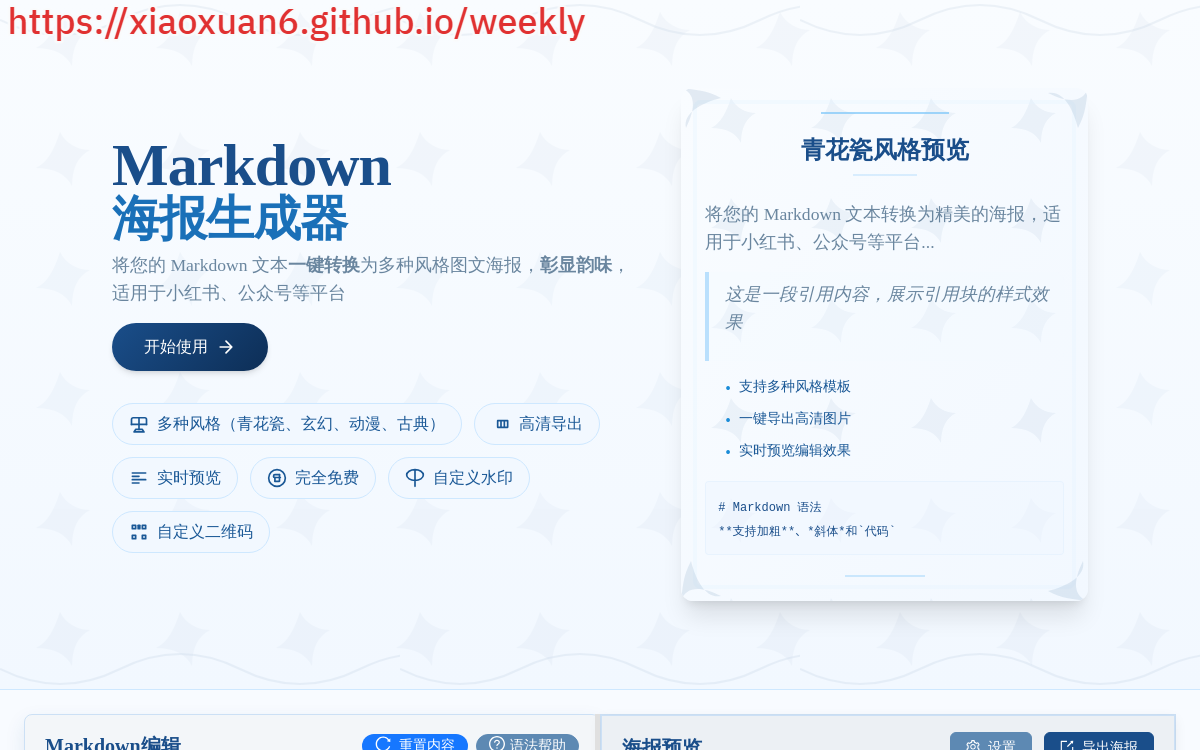 https://xiaoxuan6.github.io/weekly
Markdown
海报生成器
将您的 Markdown 文本一键转换为多种风格图文海报，彰显韵味，
适用于小红书、公众号等平台
开始使用
多种风格（青花瓷、玄幻、动漫、古典）
高清导出
实时预览
完全免费
自定义水印
自定义二维码
青花瓷风格预览
将您的 Markdown 文本转换为精美的海报，适
用于小红书、公众号等平台...
这是一段引用内容，展示引用块的样式效
果
支持多种风格模板
一键导出高清图片
实时预览编辑效果
# Markdown 语法
**支持加粗**、*斜体*和`代码`
Markdown编辑
重置内容
语法帮助
海报预览
设置
导出海报